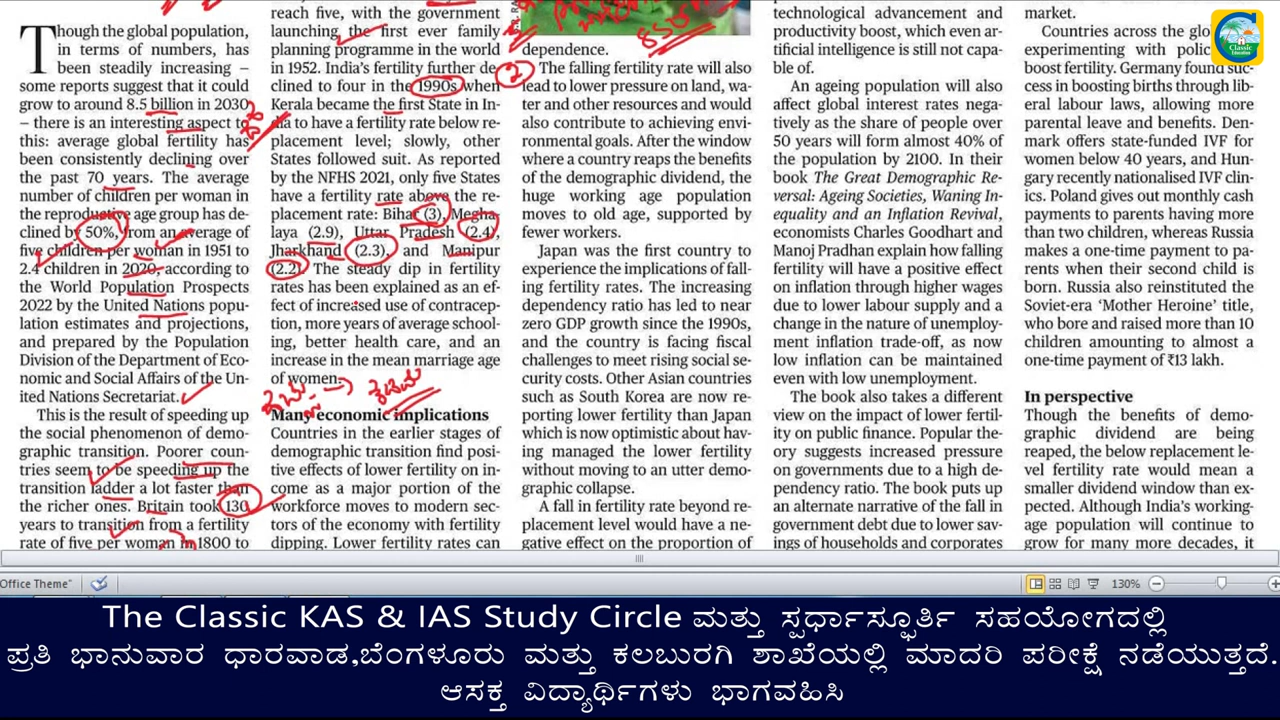 Though the global population,
in terms of numbers, has
been steadily increasing –
some reports suggest that it could
grow to around 8.5 billion in 2030
– there is an interesting aspect to
this: average global fertility has
been consistently declining over
the past 70 years. The average
number of children per woman in
the reproductive age group has de-
clined by 50%, from an average of
five children per woman in 1951 to
2.4 children in 2020, according to
the World Population Prospects
2022 by the United Nations popu-
lation estimates and projections,
and prepared by the Population
Division of the Department of Eco-
nomic and Social Affairs of the Un-
ited Nations Secretariat.
This is the result of speeding up
the social phenomenon of demo-
graphic transition. Poorer coun-
tries seem to be speeding up the
transition ladder a lot faster than
the richer ones. Britain took 130
years to transition from a fertility
rate of five per woman in 1800 to
reach five, with the government
launching the first ever family
planning programme in the world
in 1952. India's fertility further de-
clined to four in the 1990s when
Kerala became the first State in In-
dia to have a fertility rate below re-
placement level; slowly, other
States followed suit. As reported
by the NFHS 2021, only five States
have a fertility rate above the re-
placement rate: Bihar (3), Megha-
laya (2.9), Uttar Pradesh (2.4),
Jharkhand (2.3), and Manipur
(2.2). The steady dip in fertility
rates has been explained as an ef-
fect of increased use of contracep-
tion, more years of average school-
ing, better health care, and an
increase in the mean marriage age
of women.
Many economic implications
Countries in the earlier stages of
demographic transition find posi-
tive effects of lower fertility on in-
come as a major portion of the
workforce moves to modern sec-
tors of the economy with fertility
dipping. Lower fertility rates can
dependence.
2
The falling fertility rate will also
lead to lower pressure on land, wa-
ter and other resources and would
also contribute to achieving envi-
ronmental goals. After the window
where a country reaps the benefits
of the demographic dividend, the
huge working age population
moves to old age, supported by
fewer workers.
Japan was the first country to
experience the implications of fall-
ing fertility rates. The increasing
dependency ratio has led to near
zero GDP growth since the 1990s,
and the country is facing fiscal
challenges to meet rising social se-
curity costs. Other Asian countries
such as South Korea are now re-
porting lower fertility than Japan
which is now optimistic about hav-
ing managed the lower fertility
without moving to an utter demo-
graphic collapse.
A fall in fertility rate beyond re-
placement level would have a ne-
gative effect on the proportion of
technological advancement and
productivity boost, which even ar-
tificial intelligence is still not capa-
ble of.
An ageing population will also
affect global interest rates nega-
tively as the share of people over
50 years will form almost 40% of
the population by 2100. In their
book The Great Demographic Re-
versal: Ageing Societies, Waning In-
equality and an Inflation Revival,
economists Charles Goodhart and
Manoj Pradhan explain how falling
fertility will have a positive effect
on inflation through higher wages
due to lower labour supply and a
change in the nature of unemploy-
ment inflation trade-off, as now
low inflation can be maintained
even with low unemployment.
The book also takes a different
view on the impact of lower fertil-
ity on public finance. Popular the-
ory suggests increased pressure
on governments due to a high de-
pendency ratio. The book puts up
an alternate narrative of the fall in
government debt due to lower sav-
ings of households and corporates
market.
Countries across the glo
experimenting with polic
boost fertility. Germany found suc-
cess in boosting births through lib-
eral labour laws, allowing more
parental leave and benefits. Den-
mark offers state-funded IVF for
women below 40 years, and Hun-
gary recently nationalised IVF clin-
ics. Poland gives out monthly cash
payments to parents having more
than two children, whereas Russia
makes a one-time payment to pa-
rents when their second child is
born. Russia also reinstituted the
Soviet-era 'Mother Heroine' title,
who bore and raised more than 10
children amounting to almost a
one-time payment of ₹13 lakh.
In perspective
Though the benefits of demo-
graphic dividend are being
reaped, the below replacement le-
vel fertility rate would mean a
smaller dividend window than ex-
pected. Although India's working-
age population will continue to
grow for many more decades, it
Classic
Education
Office Theme"
130%
The Classic KAS & IAS Study Circle ಮತ್ತು ಸ್ಪರ್ಧಾಸ್ಫೂರ್ತಿ ಸಹಯೋಗದಲ್ಲಿ
ಪ್ರತಿ ಭಾನುವಾರ ಧಾರವಾಡ,ಬೆಂಗಳೂರು ಮತ್ತು ಕಲಬುರಗಿ ಶಾಖೆಯಲ್ಲಿ ಮಾದರಿ ಪರೀಕ್ಷೆ ನಡೆಯುತ್ತದೆ.
ಆಸಕ್ತ ವಿದ್ಯಾರ್ಥಿಗಳು ಭಾಗವಹಿಸಿ